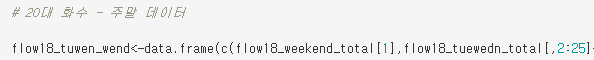 # 20대 화수 - 주말 데이터
flow18_tuwen_wend<-data.frame(c(flow18_weekend_total[1],flow18_tuewedn_total[,2:25]-